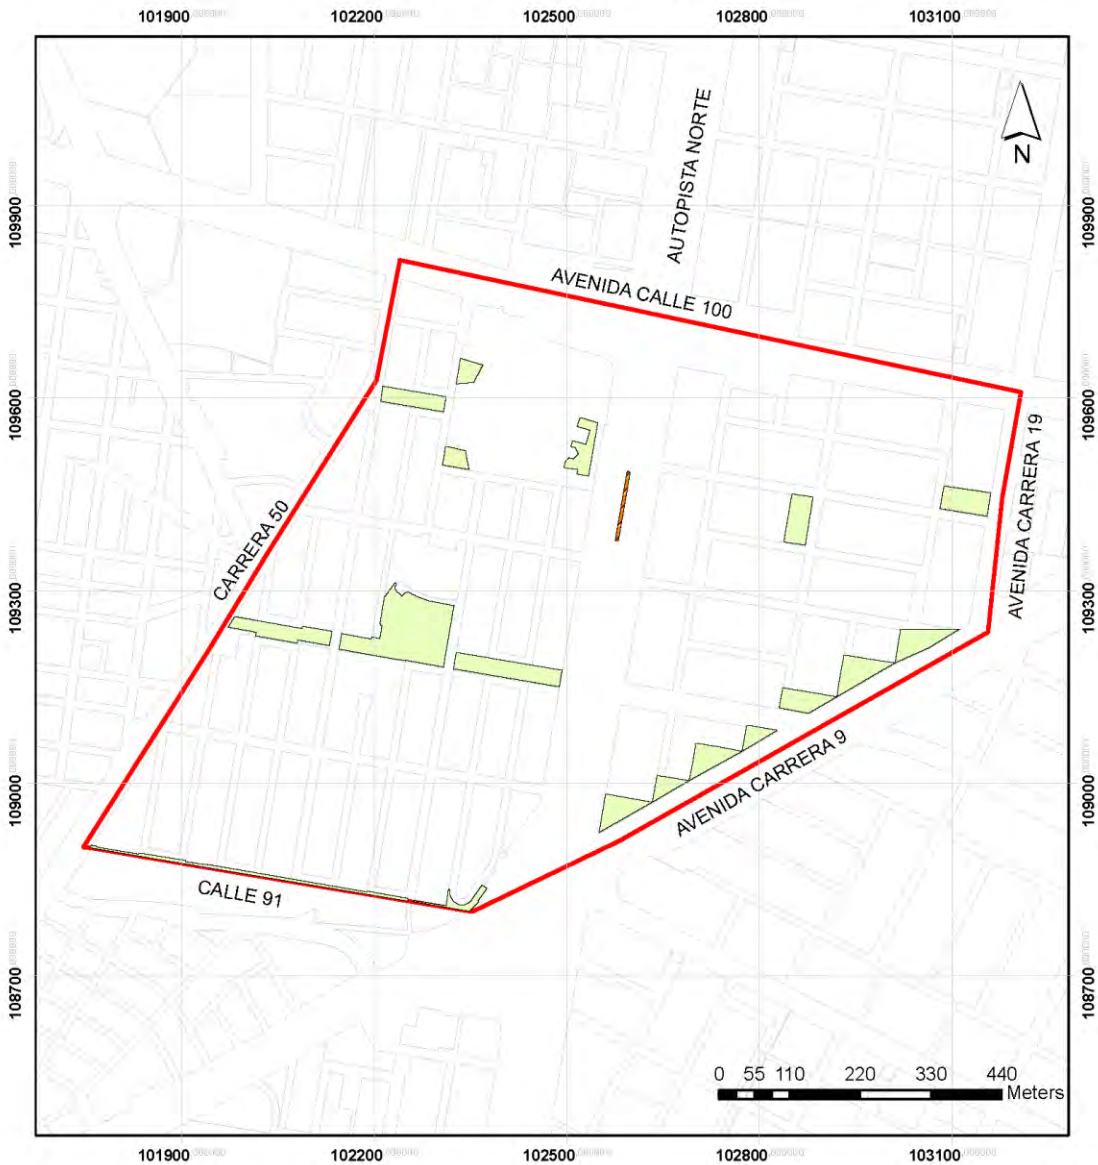 101900 102200 102500 102800 103100
N
AUTOPISTA NORTE
109900 109900
AVENIDA CALLE 100
109600 109600
AVENIDA CARRERA 19
CARRERA 50
109300 109300
AVENIDA CARRERA 9
109000 109000
CALLE 91
108700 108700
0 55 110 220 330 440
Meters
101900 102200 102500 102800 103100